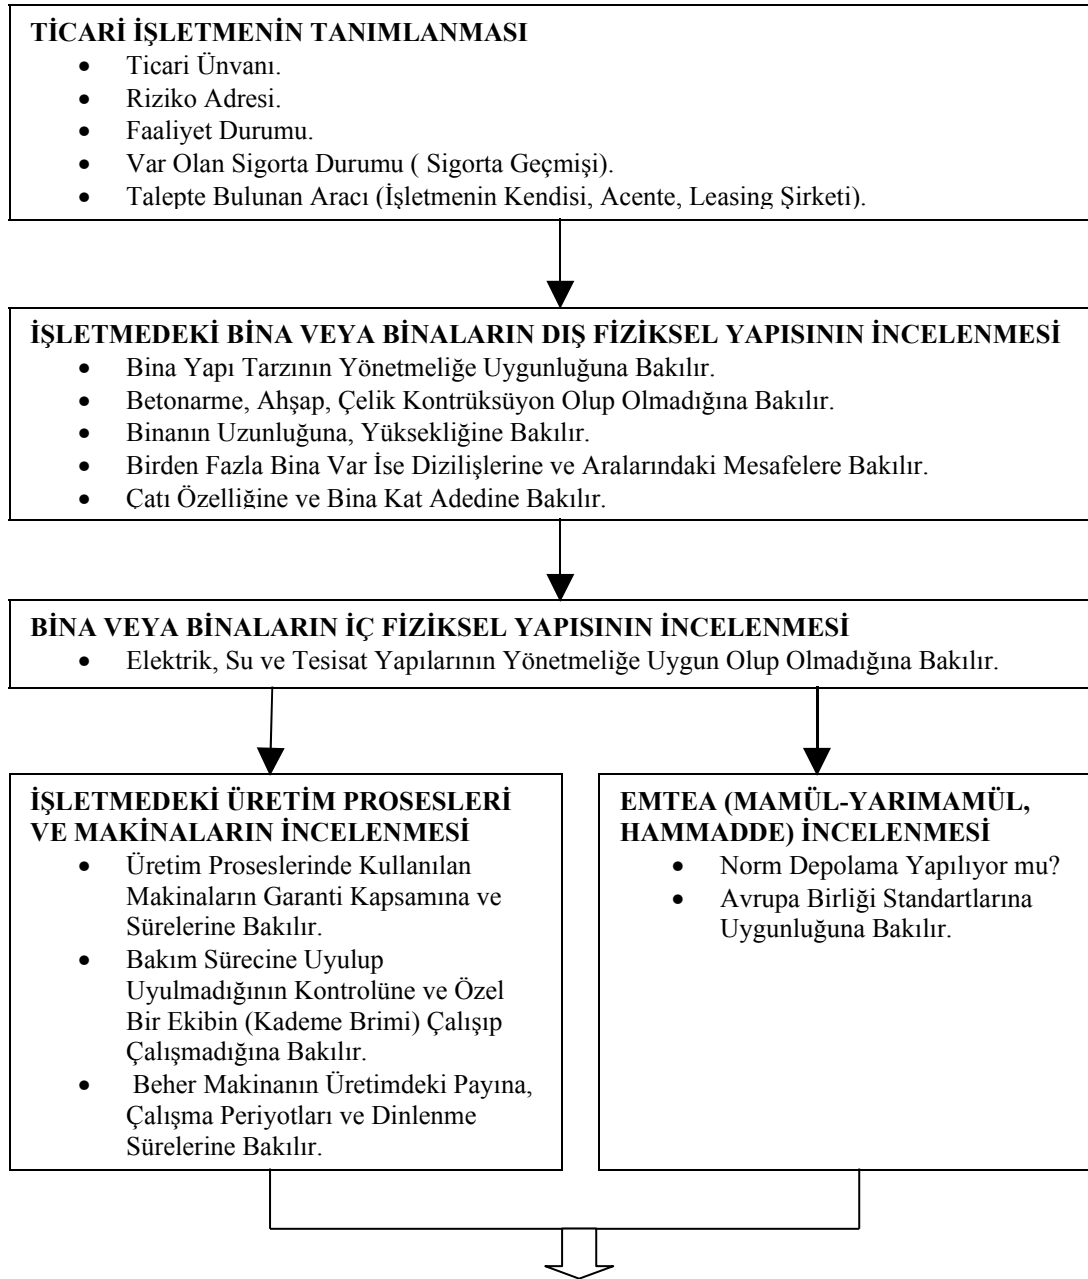 TİCARİ İŞLETMENİN TANIMLANMASI
• Ticari Ünvanı.
• Riziko Adresi.
• Faaliyet Durumu.
• Var Olan Sigorta Durumu ( Sigorta Geçmişi).
• Talepte Bulunan Aracı (İşletmenin Kendisi, Acente, Leasing Şirketi).
İŞLETMEDEKİ BİNA VEYA BİNALARIN DIŞ FİZİKSEL YAPISININ İNCELENMESİ
• Bina Yapı Tarzının Yönetmeliğe Uygunluğuna Bakılır.
• Betonarme, Ahşap, Çelik Kontrüksüyon Olup Olmadığına Bakılır.
• Binanın Uzunluğuna, Yüksekliğine Bakılır.
• Birden Fazla Bina Var İse Dizilişlerine ve Aralarındaki Mesafelere Bakılır.
• Çatı Özelliğine ve Bina Kat Adedine Bakılır.
BİNA VEYA BİNALARIN İÇ FİZİKSEL YAPISININ İNCELENMESİ
• Elektrik, Su ve Tesisat Yapılarının Yönetmeliğe Uygun Olup Olmadığına Bakılır.
İŞLETMEDEKİ ÜRETİM PROSESLERİ
VE MAKİNALARIN İNCELENMESİ
• Üretim Proseslerinde Kullanılan
Makinaların Garanti Kapsamına ve
Sürelerine Bakılır.
• Bakım Sürecine Uyulup
Uyulmadığının Kontrolüne ve Özel
Bir Ekibin (Kademe Brimi) Çalışıp
Çalışmadığına Bakılır.
• Beher Makinanın Üretimdeki Payına,
Çalışma Periyotları ve Dinlenme
Sürelerine Bakılır.
EMTEA (MAMÜL-YARIMAMÜL,
HAMMADDE) İNCELENMESİ
• Norm Depolama Yapılıyor mu?
• Avrupa Birliği Standartlarına
Uygunluğuna Bakılır.